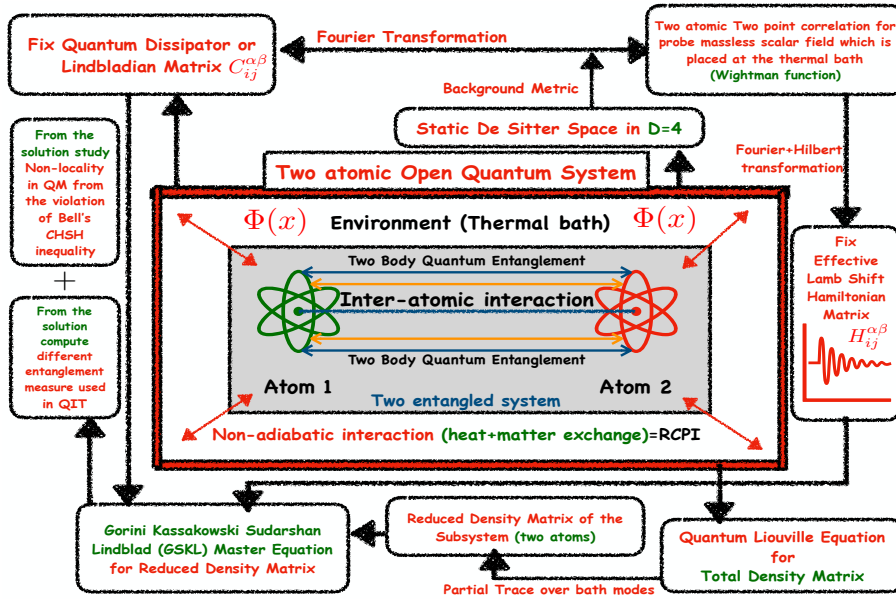 Fix Quantum Dissipator or
Lindbladian Matrix $C_{ij}^{\alpha\beta}$
Fourier Transformation
Two atomic Two point correlation for
probe massless scalar field which is
placed at the thermal bath
(Wightman function)
Background Metric
Static De Sitter Space in D=4
Fourier+Hilbert
transformation
From the
solution study
Non-locality
in QM from
the violation
of Bell's
CHSH
inequality
+
From the
solution
compute
different
entanglement
measure used
in QIT
Two atomic Open Quantum System
Φ(x)
Environment (Thermal bath)
Φ(x)
Two Body Quantum Entanglement
Inter-atomic interaction
Two Body Quantum Entanglement
Atom 1
Atom 2
Two entangled system
Non-adiabatic interaction (heat+matter exchange)=RCPI
Fix
Effective
Lamb Shift
Hamiltonian
Matrix
$H_{ij}^{\alpha\beta}$
Gorini Kassakowski Sudarshan
Lindblad (GSKL) Master Equation
for Reduced Density Matrix
Reduced Density Matrix of the
Subsystem (two atoms)
Quantum Liouville Equation
for
Total Density Matrix
Partial Trace over bath modes